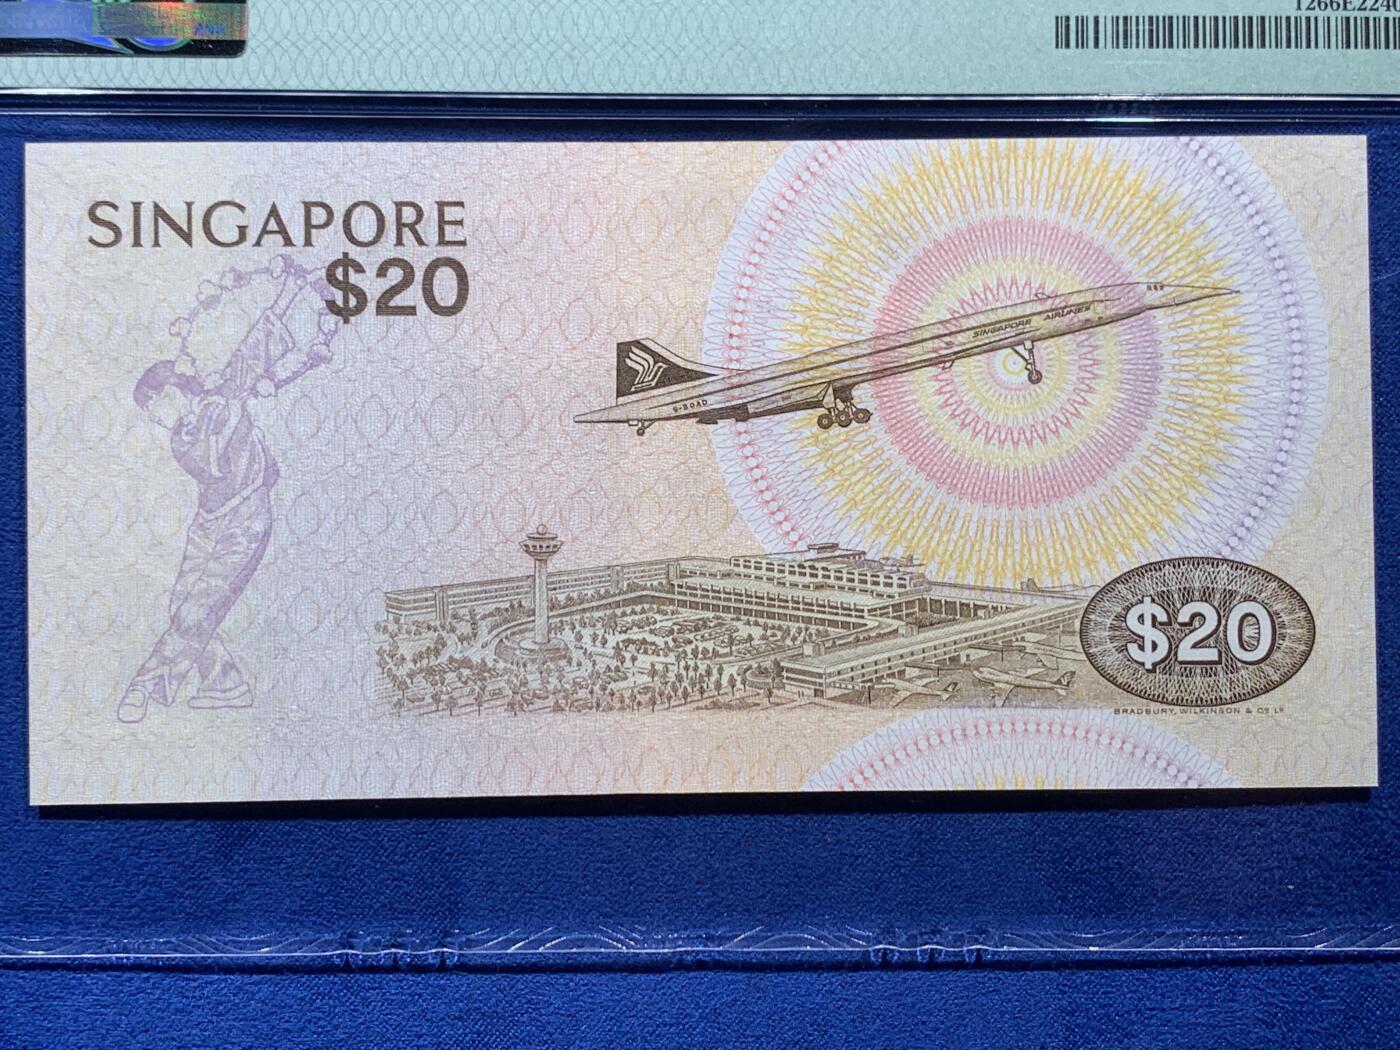 SINGAPORE
$20
SINGAPORE AIRLINES
G-BOAD
$20
BRADBURY, WILKINSON & Co. Ld.